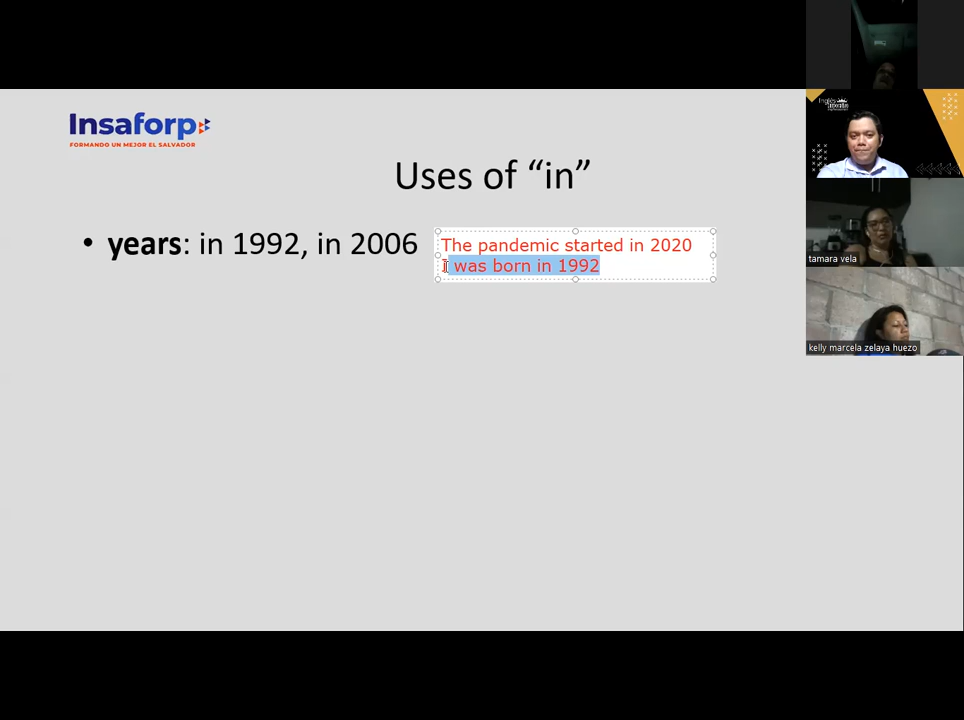 Insaforp
FORMANDO UN MEJOR EL SALVADOR
Uses of “in”
• years: in 1992, in 2006
The pandemic started in 2020
I was born in 1992
Inglés
tamara vela
kelly marcela zelaya huezo